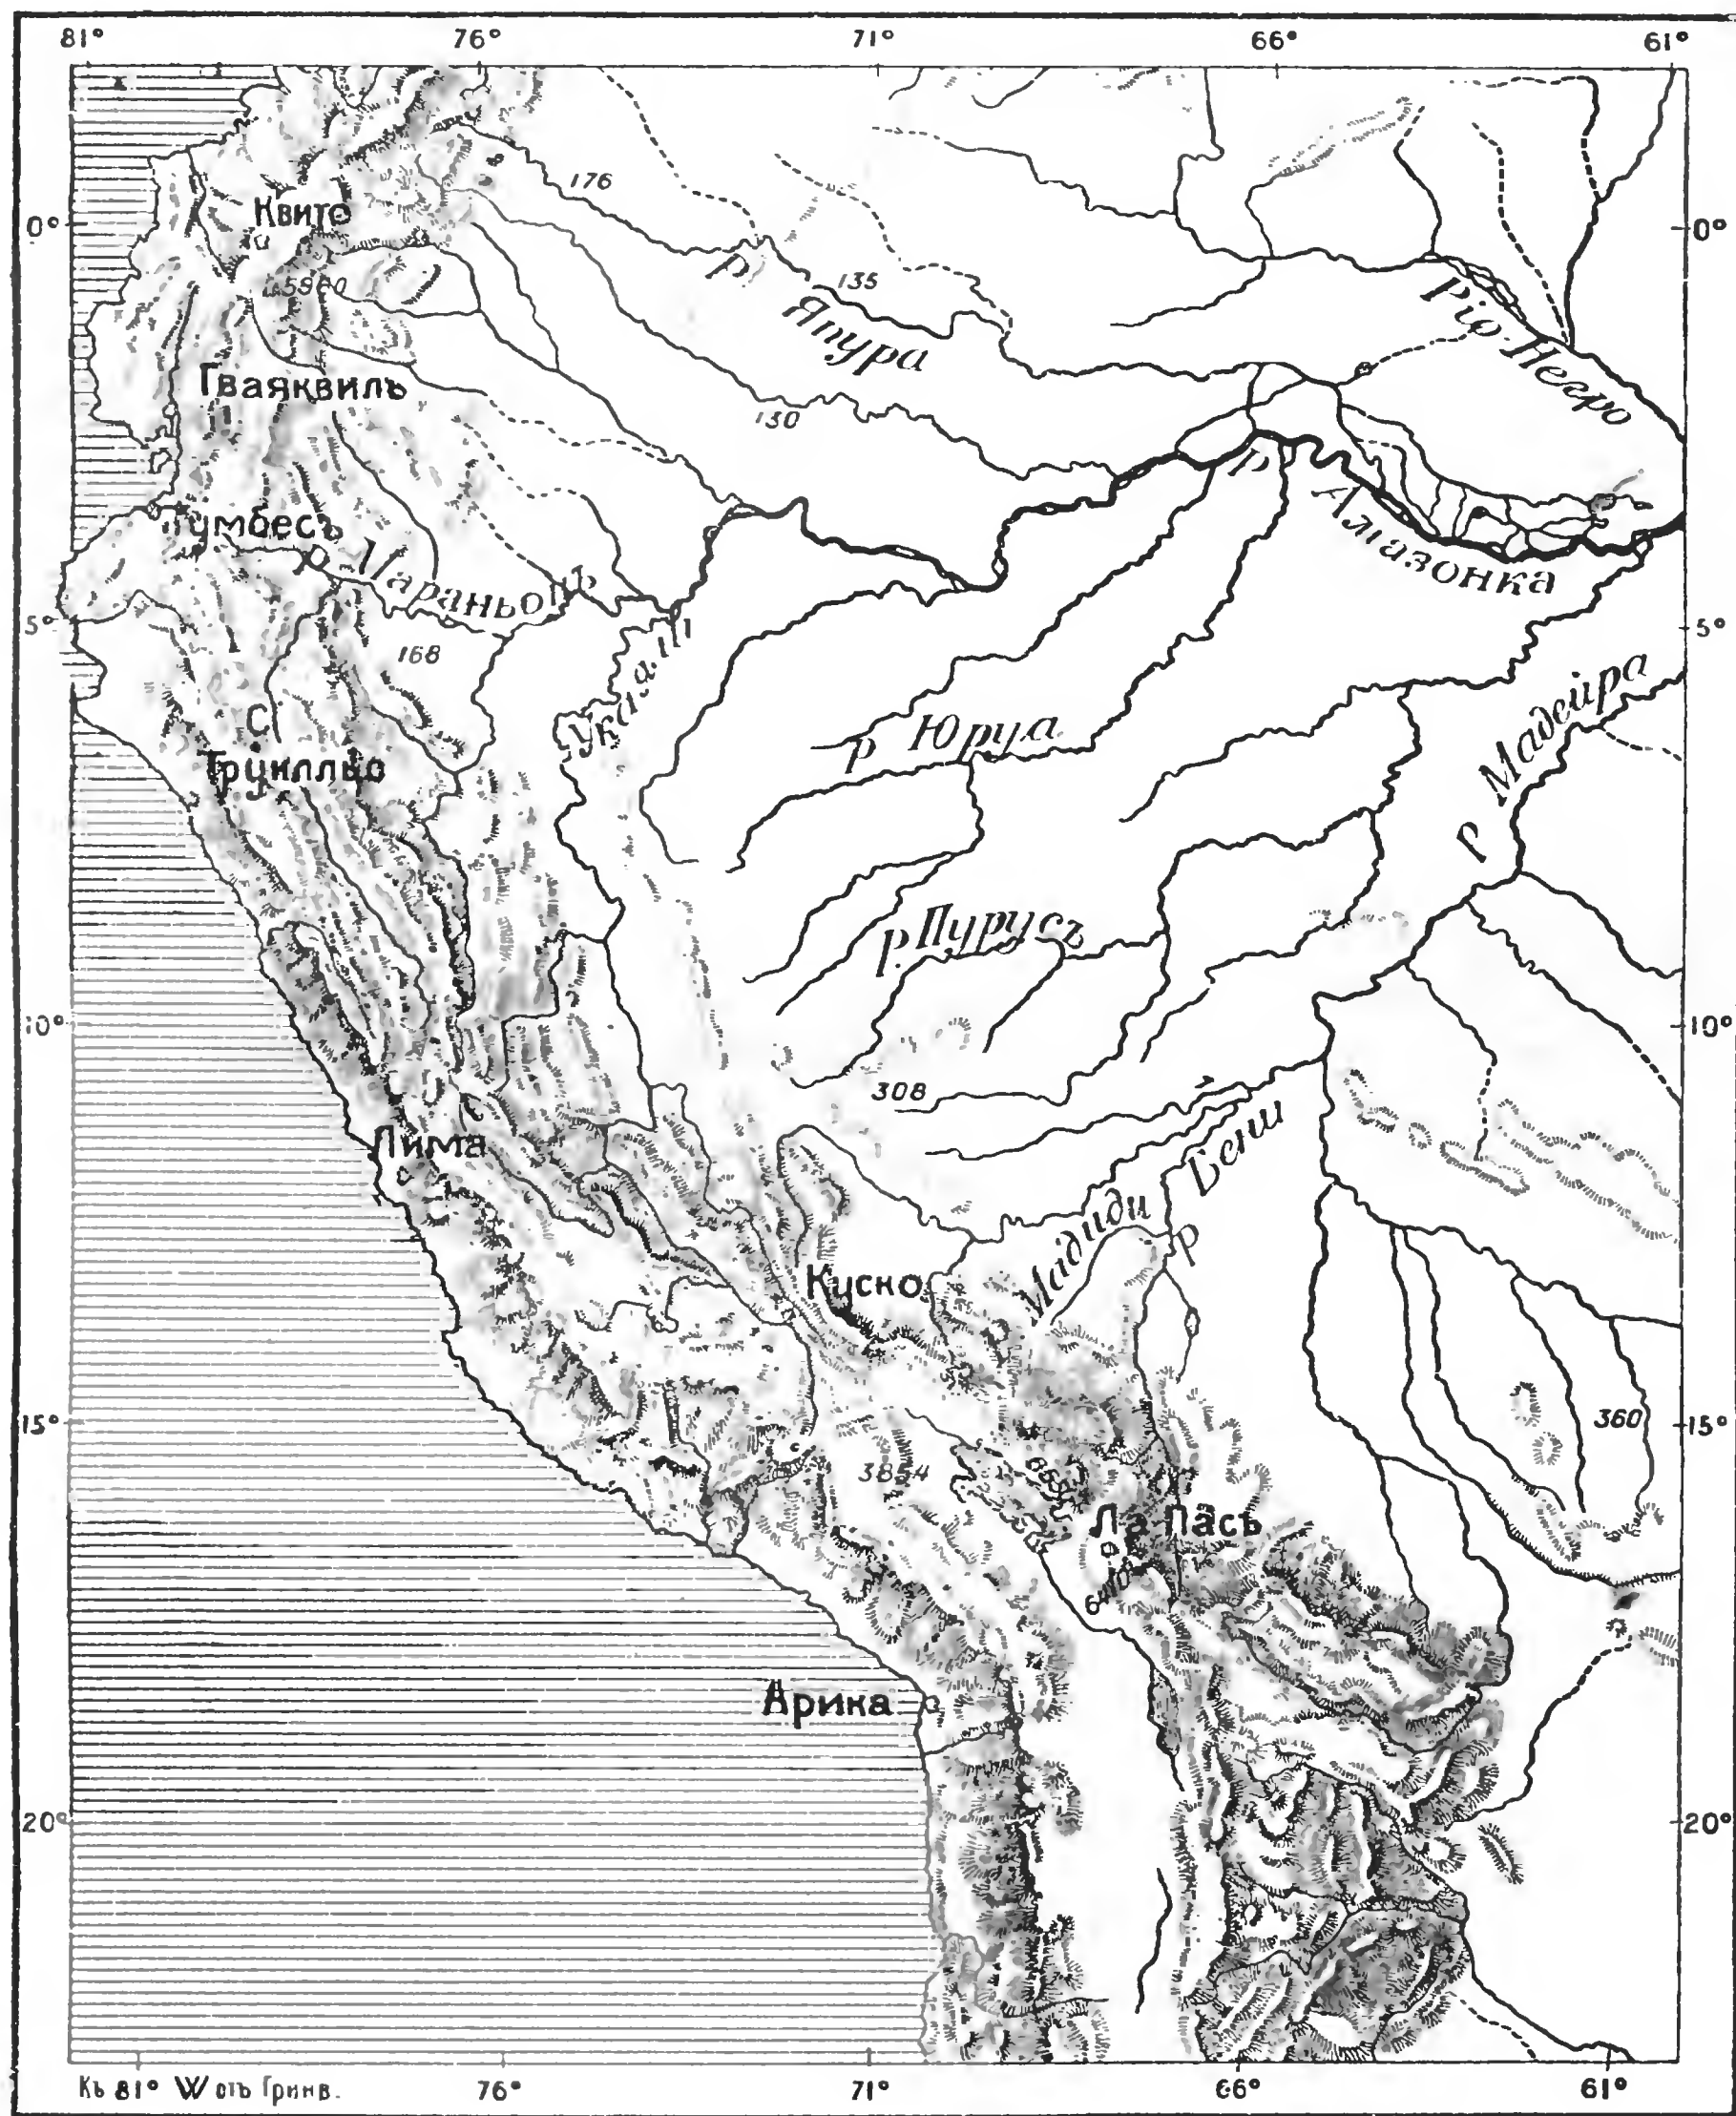 81° 76° 71° 66° 61°
176
Квито
0° 0°
5960
135
р. Япура
Рiо-Негро
Гваяквиль
130
Р. Амазонка
Тумбесъ
р. Мараньонъ
5° 5°
168
Укаяли
р. Мадейра
С.
Труилльо
р. Юруа
р. Пурусъ
10° 10°
308
Лима
р. Бени
Мадиди
Куско
15° 15°
360
3854
Ла Пасъ
Арика
20° 20°
Къ 81° W отъ Гринв. 76° 71° 66° 61°